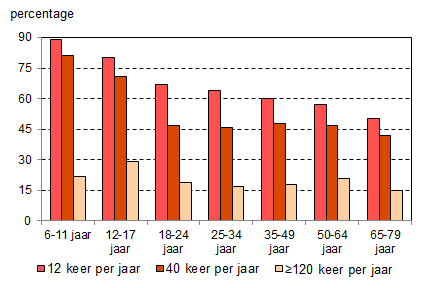 percentage
90
75
60
45
30
15
0
6-11 jaar 12-17 jaar 18-24 jaar 25-34 jaar 35-49 jaar 50-64 jaar 65-79 jaar
12 keer per jaar 40 keer per jaar ≥120 keer per jaar